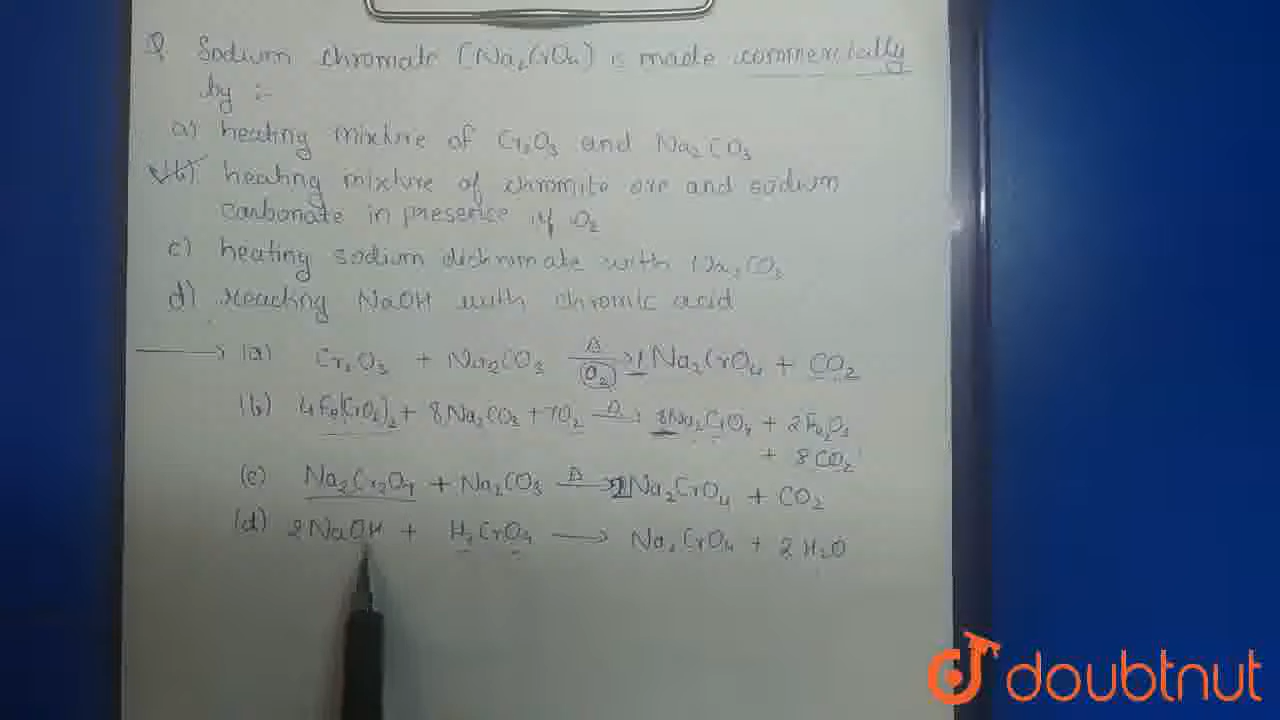 Q. Sodium chromate (Na2CrO4) is made commercially
by :-
a) heating mixture of Cr2O3 and Na2CO3
b) heating mixture of chromite ore and sodium
carbonate in presence of O2
c) heating sodium dichromate with Na2CO3
d) reacting NaOH with chromic acid
→ (a) Cr2O3 + Na2CO3 Δ O2 → 1 Na2CrO4 + CO2
(b) 4Fe(CrO2)2 + 8Na2CO3 + 7O2 Δ → 8Na2CrO4 + 2Fe2O3
+ 8CO2
(c) Na2Cr2O7 + Na2CO3 Δ → 2Na2CrO4 + CO2
(d) 2NaOH + H2CrO4 → Na2CrO4 + 2H2O
doubtnut